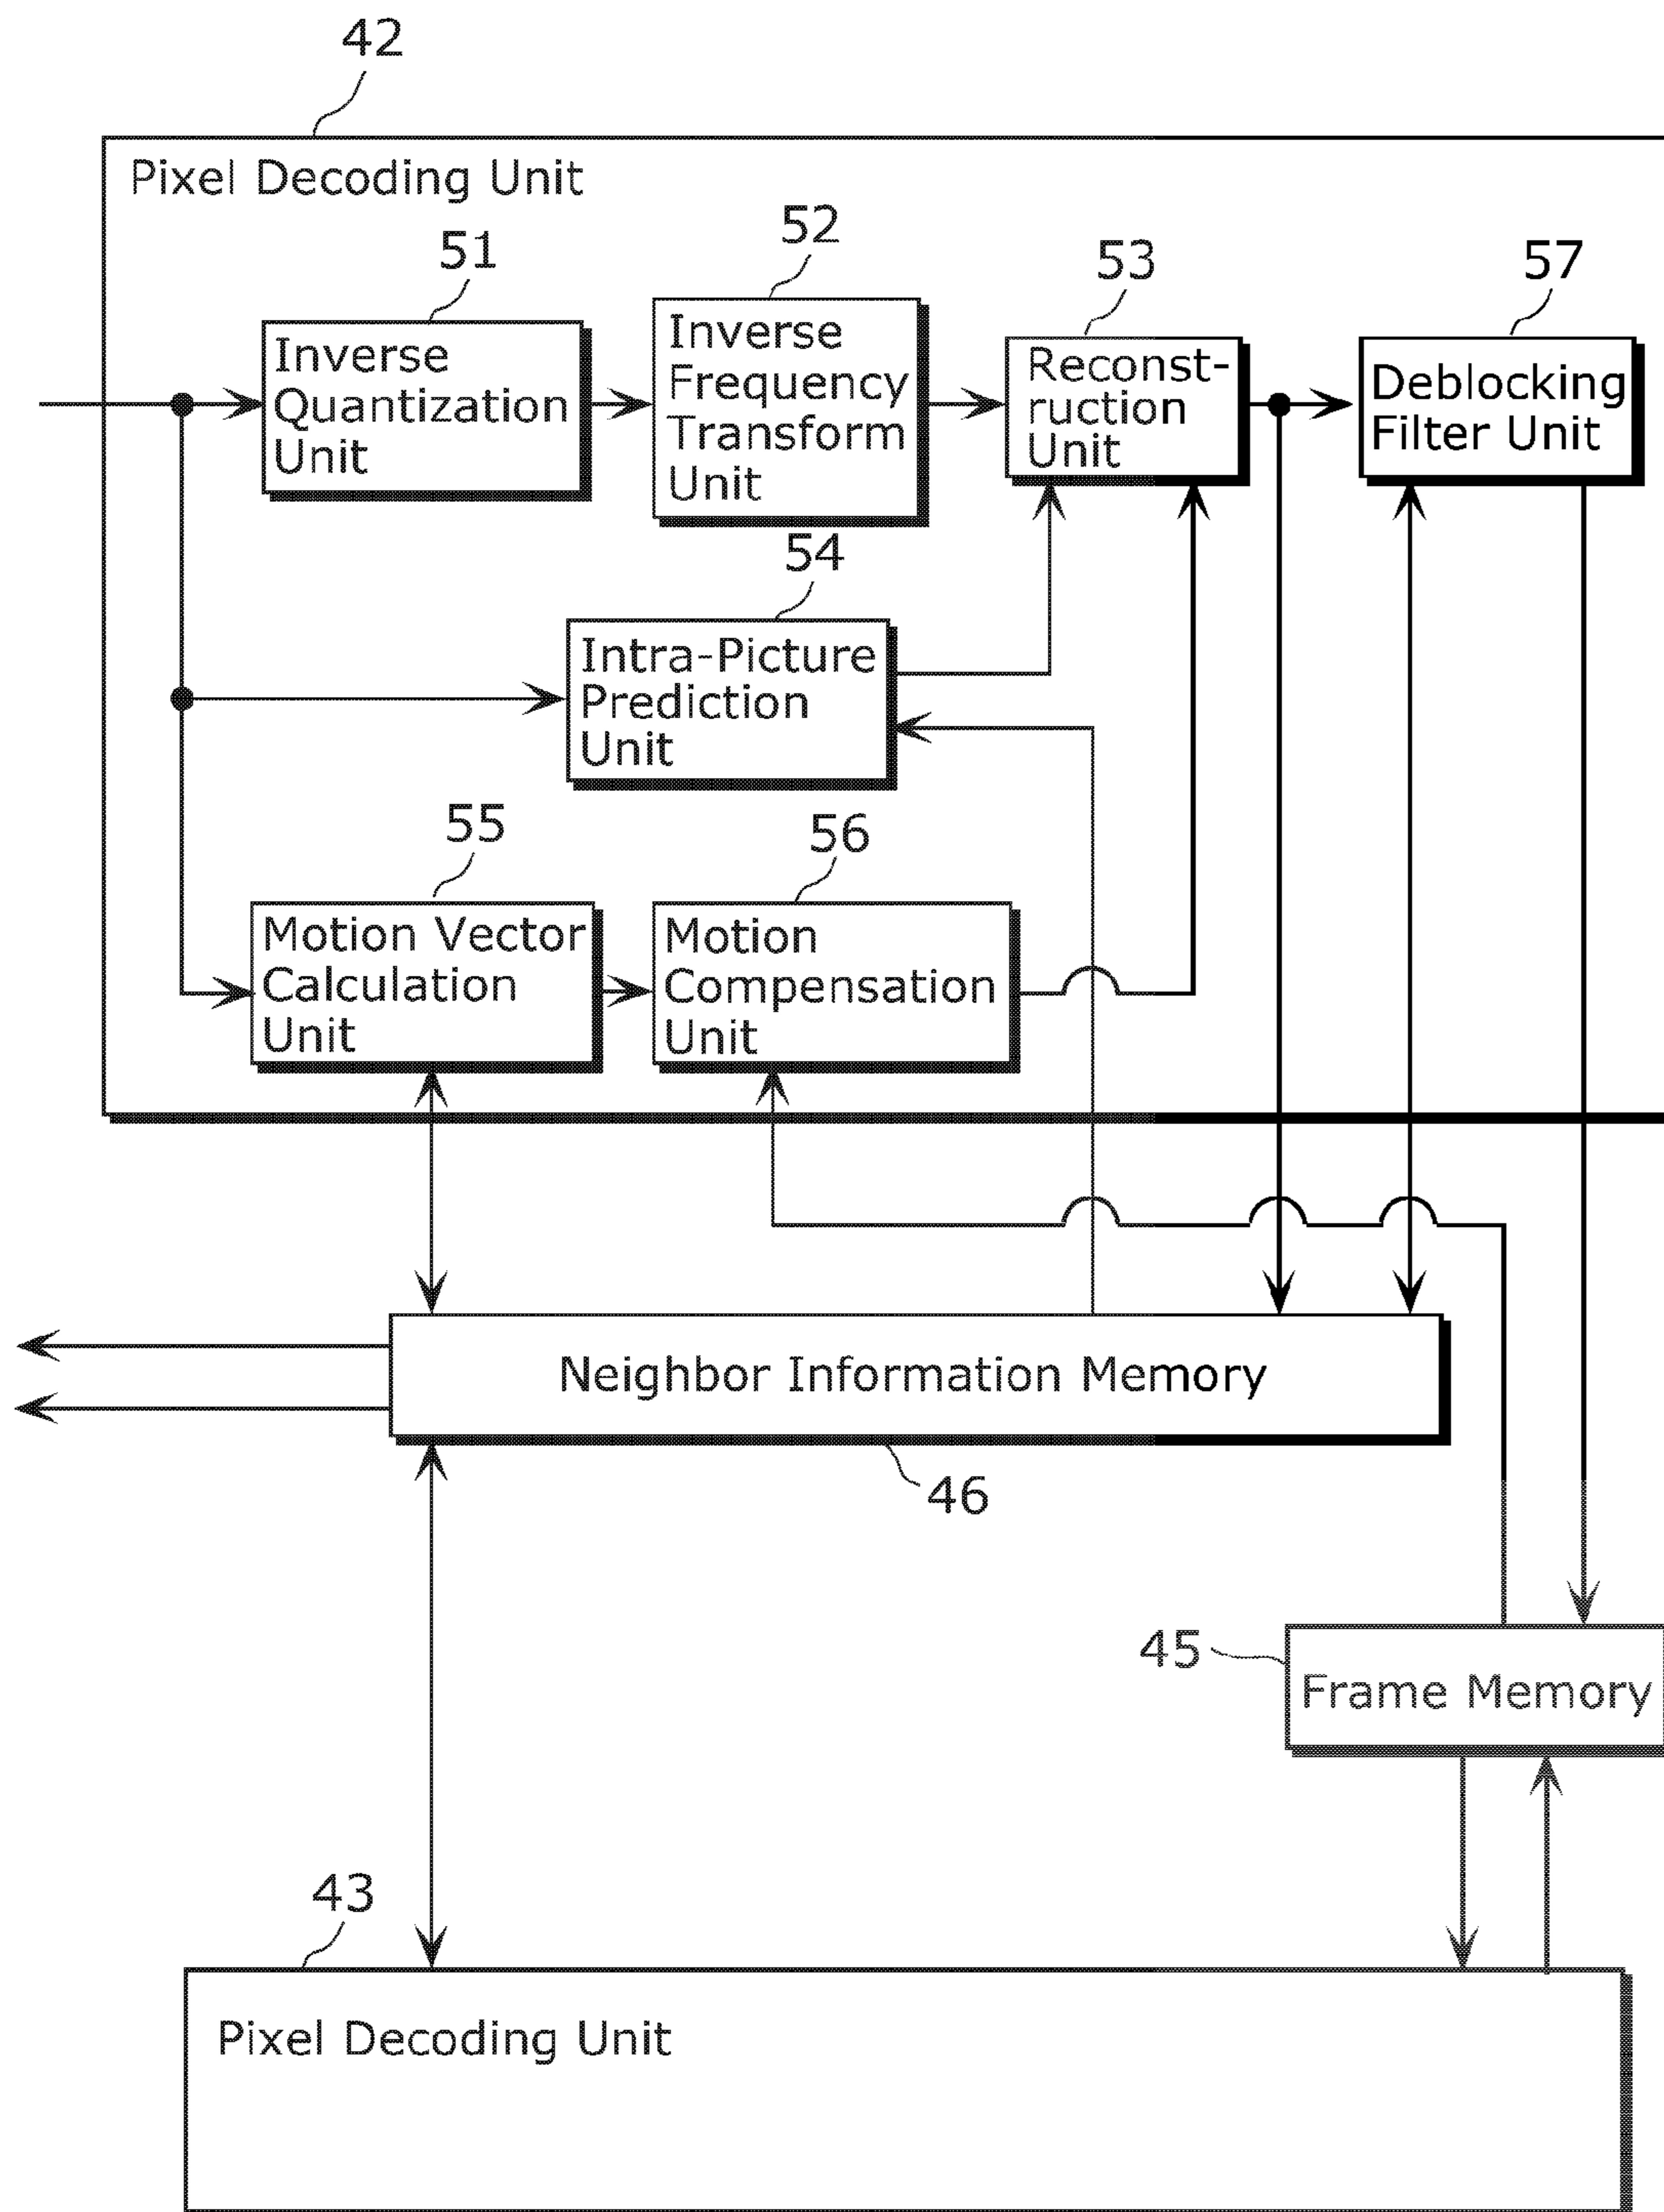 42
Pixel Decoding Unit
51
52
53
57
Inverse
Quantization
Unit
Inverse
Frequency
Transform
Unit
Reconst-
ruction
Unit
Deblocking
Filter Unit
54
Intra-Picture
Prediction
Unit
55
56
Motion Vector
Calculation
Unit
Motion
Compensation
Unit
Neighbor Information Memory
46
45
Frame Memory
43
Pixel Decoding Unit